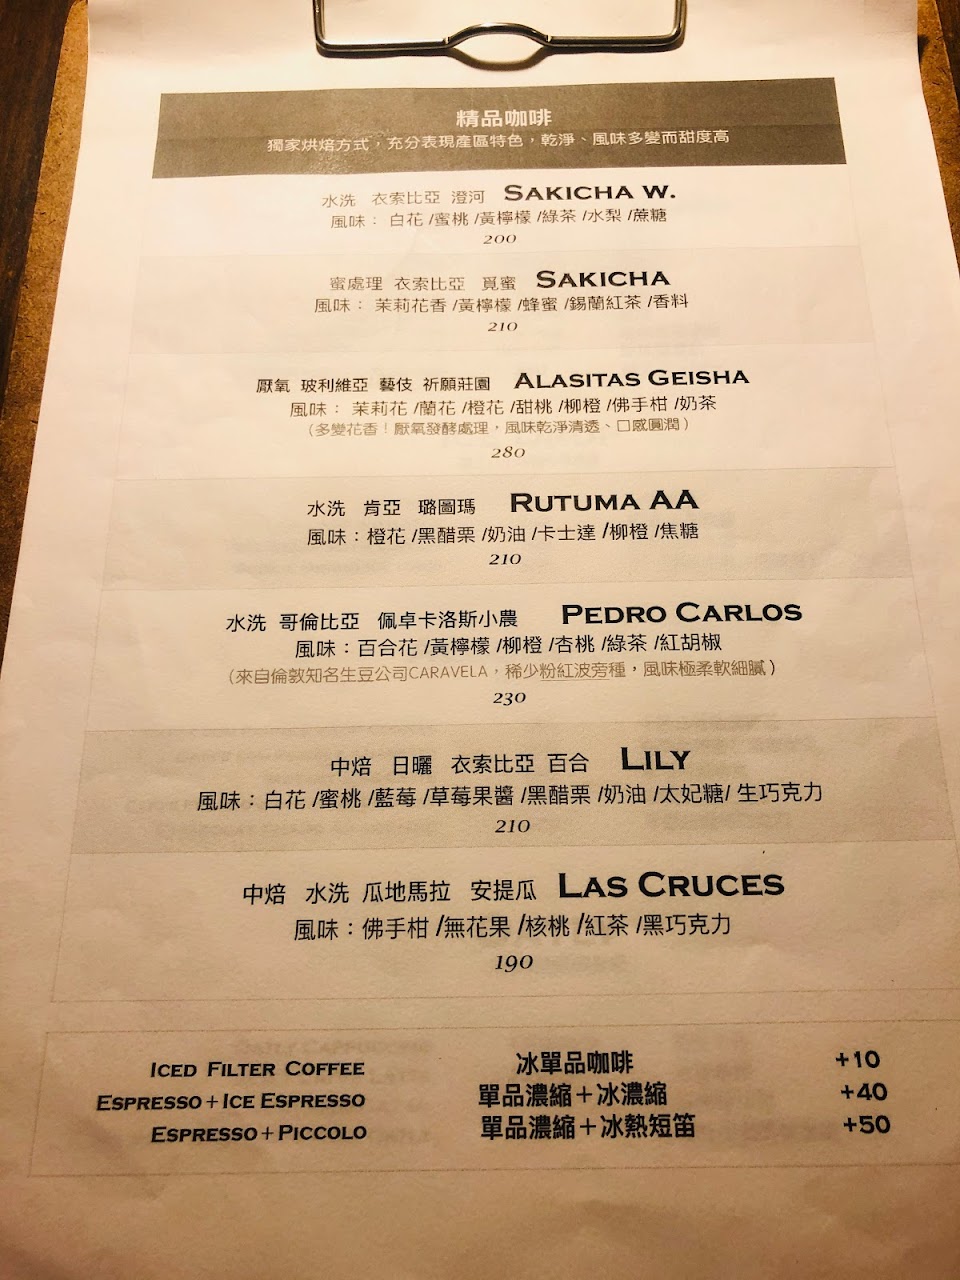 精品咖啡
獨家烘焙方式，充分表現產區特色，乾淨、風味多變而甜度高
水洗 衣索比亞 澄河 SAKICHA W.
風味： 白花 /蜜桃 /黃檸檬 /綠茶 /水梨 /蔗糖
200
蜜處理 衣索比亞 覓蜜 SAKICHA
風味： 茉莉花香 /黃檸檬 /蜂蜜 /錫蘭紅茶 /香料
210
厭氧 玻利維亞 藝伎 祈願莊園 ALASITAS GEISHA
風味： 茉莉花 /蘭花 /橙花 /甜桃 /柳橙 /佛手柑 /奶茶
（多變花香！厭氧發酵處理，風味乾淨清透、口感圓潤）
280
水洗 肯亞 璐圖瑪 RUTUMA AA
風味：橙花 /黑醋栗 /奶油 /卡士達 /柳橙 /焦糖
210
水洗 哥倫比亞 佩卓卡洛斯小農 PEDRO CARLOS
風味：百合花 /黃檸檬 /柳橙 /杏桃 /綠茶 /紅胡椒
（來自倫敦知名生豆公司CARAVELA，稀少粉紅波旁種，風味極柔軟細膩）
230
中焙 日曬 衣索比亞 百合 LILY
風味：白花 /蜜桃 /藍莓 /草莓果醬 /黑醋栗 /奶油 /太妃糖/ 生巧克力
210
中焙 水洗 瓜地馬拉 安提瓜 LAS CRUCES
風味：佛手柑 /無花果 /核桃 /紅茶 /黑巧克力
190
ICED FILTER COFFEE 冰單品咖啡 +10
ESPRESSO+ICE ESPRESSO 單品濃縮＋冰濃縮 +40
ESPRESSO+PICCOLO 單品濃縮＋冰熱短笛 +50